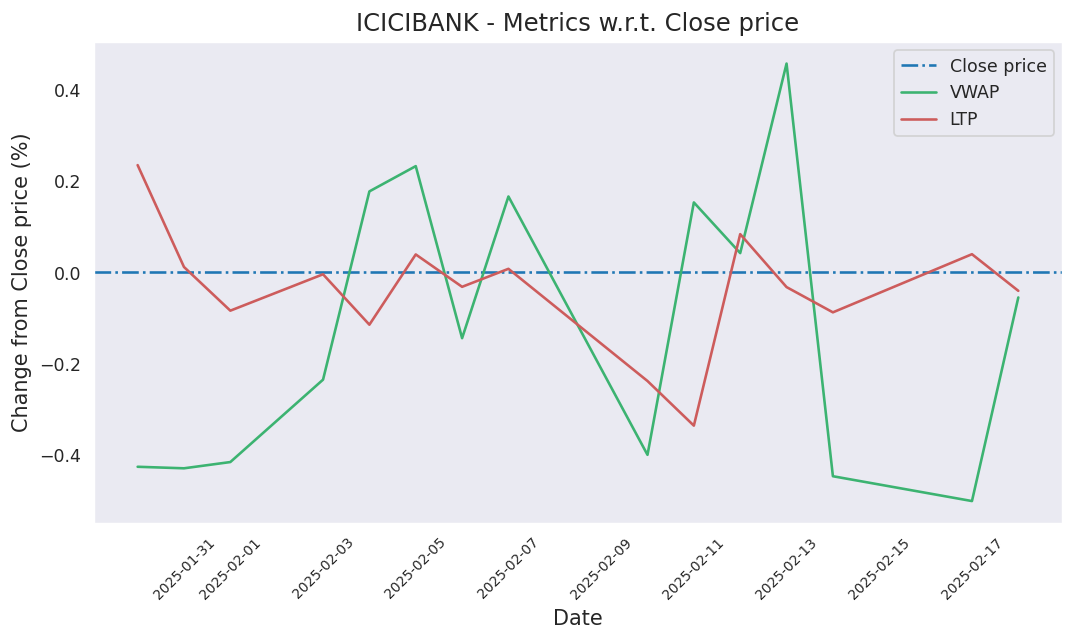 ICICIBANK - Metrics w.r.t. Close price
Close price
VWAP
LTP
Change from Close price (%)
0.4
0.2
0.0
−0.2
−0.4
2025-01-31
2025-02-01
2025-02-03
2025-02-05
2025-02-07
2025-02-09
2025-02-11
2025-02-13
2025-02-15
2025-02-17
Date